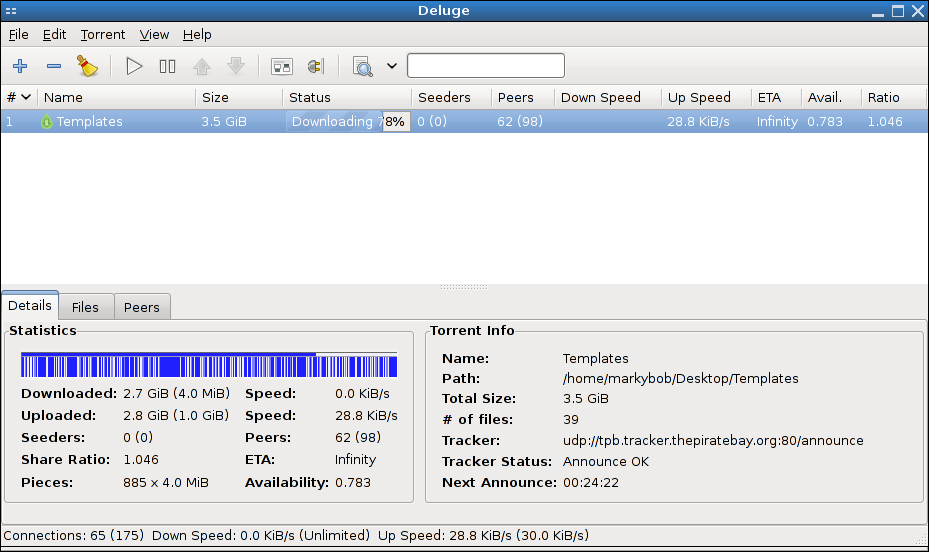 Deluge
File Edit Torrent View Help
# Name Size Status Seeders Peers Down Speed Up Speed ETA Avail. Ratio
1 Templates 3.5 GiB Downloading 78% 0 (0) 62 (98) 28.8 KiB/s Infinity 0.783 1.046
Details Files Peers
Statistics
Downloaded: 2.7 GiB (4.0 MiB) Speed: 0.0 KiB/s
Uploaded: 2.8 GiB (1.0 GiB) Speed: 28.8 KiB/s
Seeders: 0 (0) Peers: 62 (98)
Share Ratio: 1.046 ETA: Infinity
Pieces: 885 x 4.0 MiB Availability: 0.783
Torrent Info
Name: Templates
Path: /home/markybob/Desktop/Templates
Total Size: 3.5 GiB
# of files: 39
Tracker: udp://tpb.tracker.thepiratebay.org:80/announce
Tracker Status: Announce OK
Next Announce: 00:24:22
Connections: 65 (175) Down Speed: 0.0 KiB/s (Unlimited) Up Speed: 28.8 KiB/s (30.0 KiB/s)